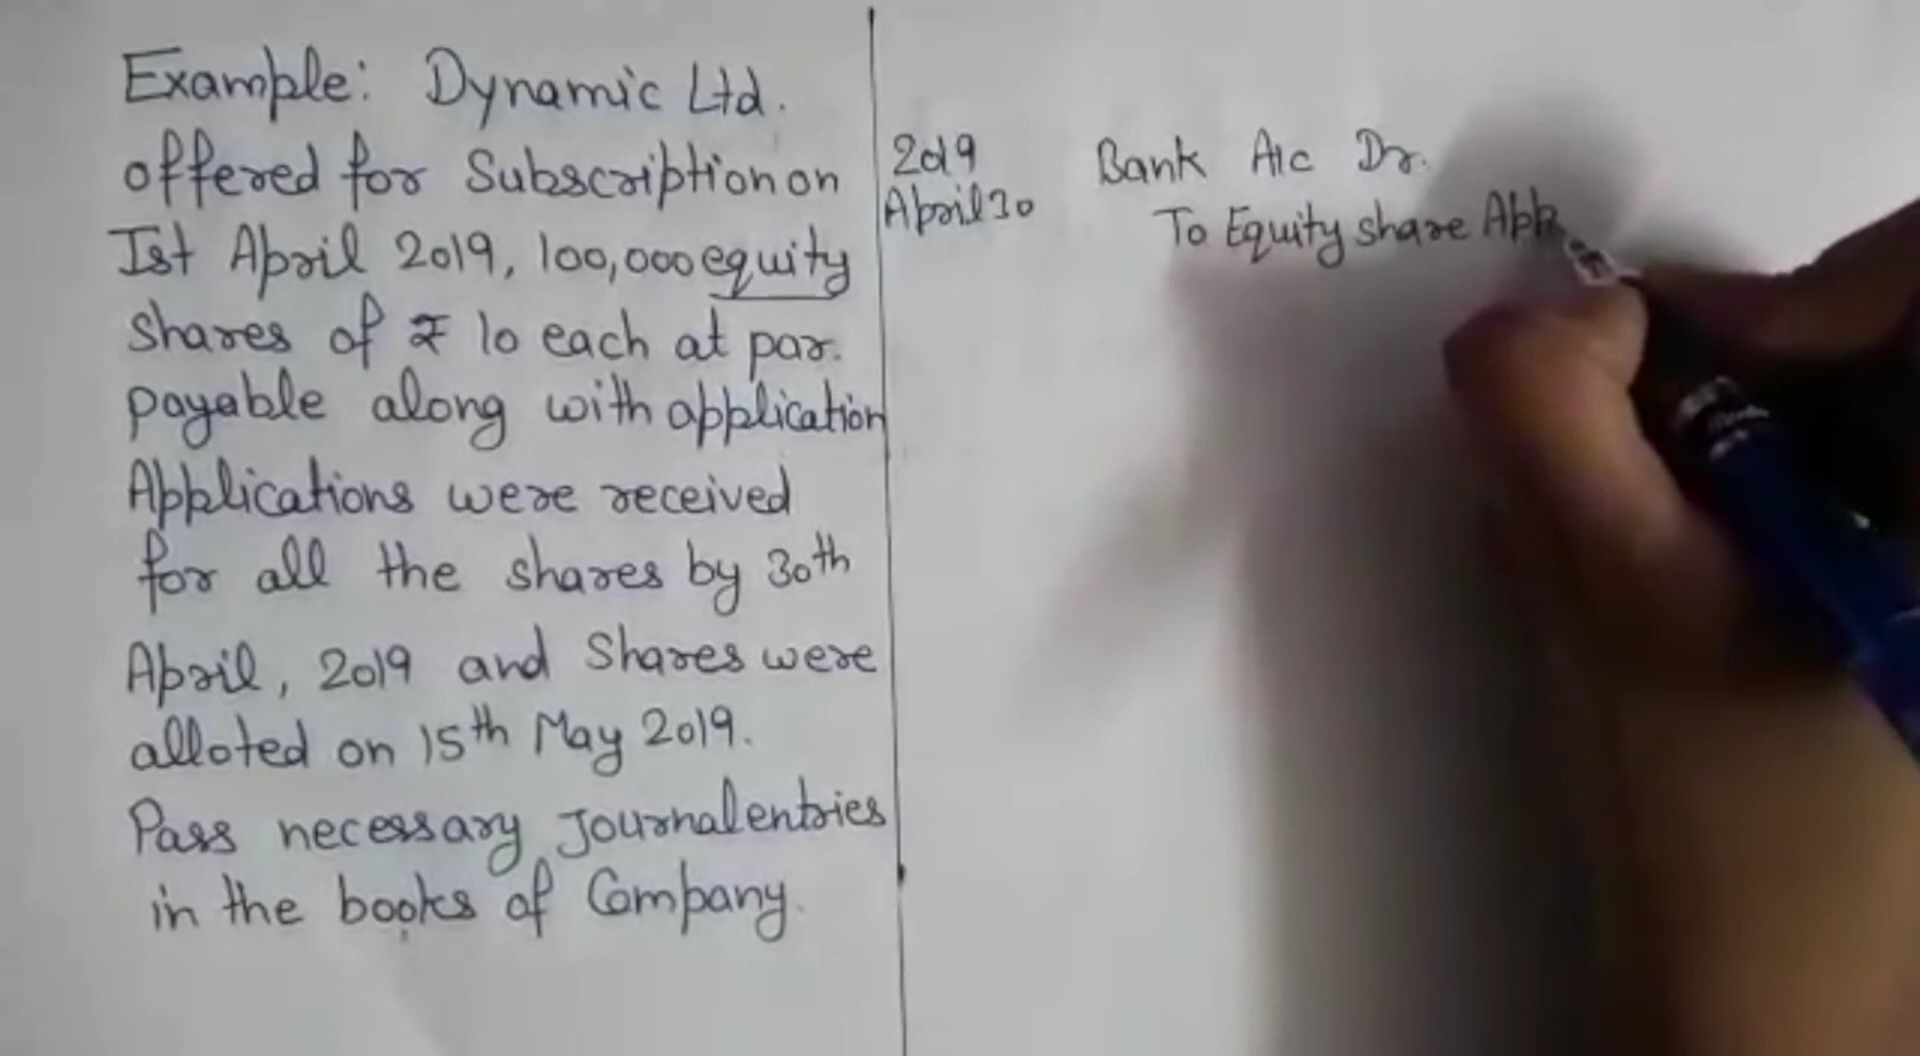 Example: Dynamic Ltd.
offered for Subscription on
Ist April 2019, 100,000 equity
shares of ₹ 10 each at par.
payable along with application
Applications were received
for all the shares by 30th
April, 2019 and Shares were
alloted on 15th May 2019.
Pass necessary Journal entries
in the books of Company.
2019
April 30
Bank A/c Dr.
To Equity share App